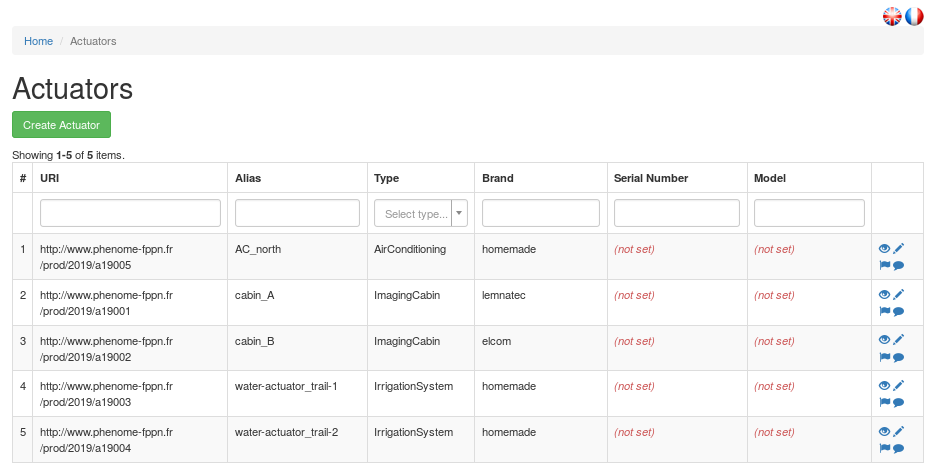 Home / Actuators
Actuators
Create Actuator
Showing 1-5 of 5 items.
# URI Alias Type Brand Serial Number Model
Select type...
1 http://www.phenome-fppn.fr AC_north AirConditioning homemade (not set) (not set)
/prod/2019/a19005
2 http://www.phenome-fppn.fr cabin_A ImagingCabin lemnatec (not set) (not set)
/prod/2019/a19001
3 http://www.phenome-fppn.fr cabin_B ImagingCabin elcom (not set) (not set)
/prod/2019/a19002
4 http://www.phenome-fppn.fr water-actuator_trail-1 IrrigationSystem homemade (not set) (not set)
/prod/2019/a19003
5 http://www.phenome-fppn.fr water-actuator_trail-2 IrrigationSystem homemade (not set) (not set)
/prod/2019/a19004